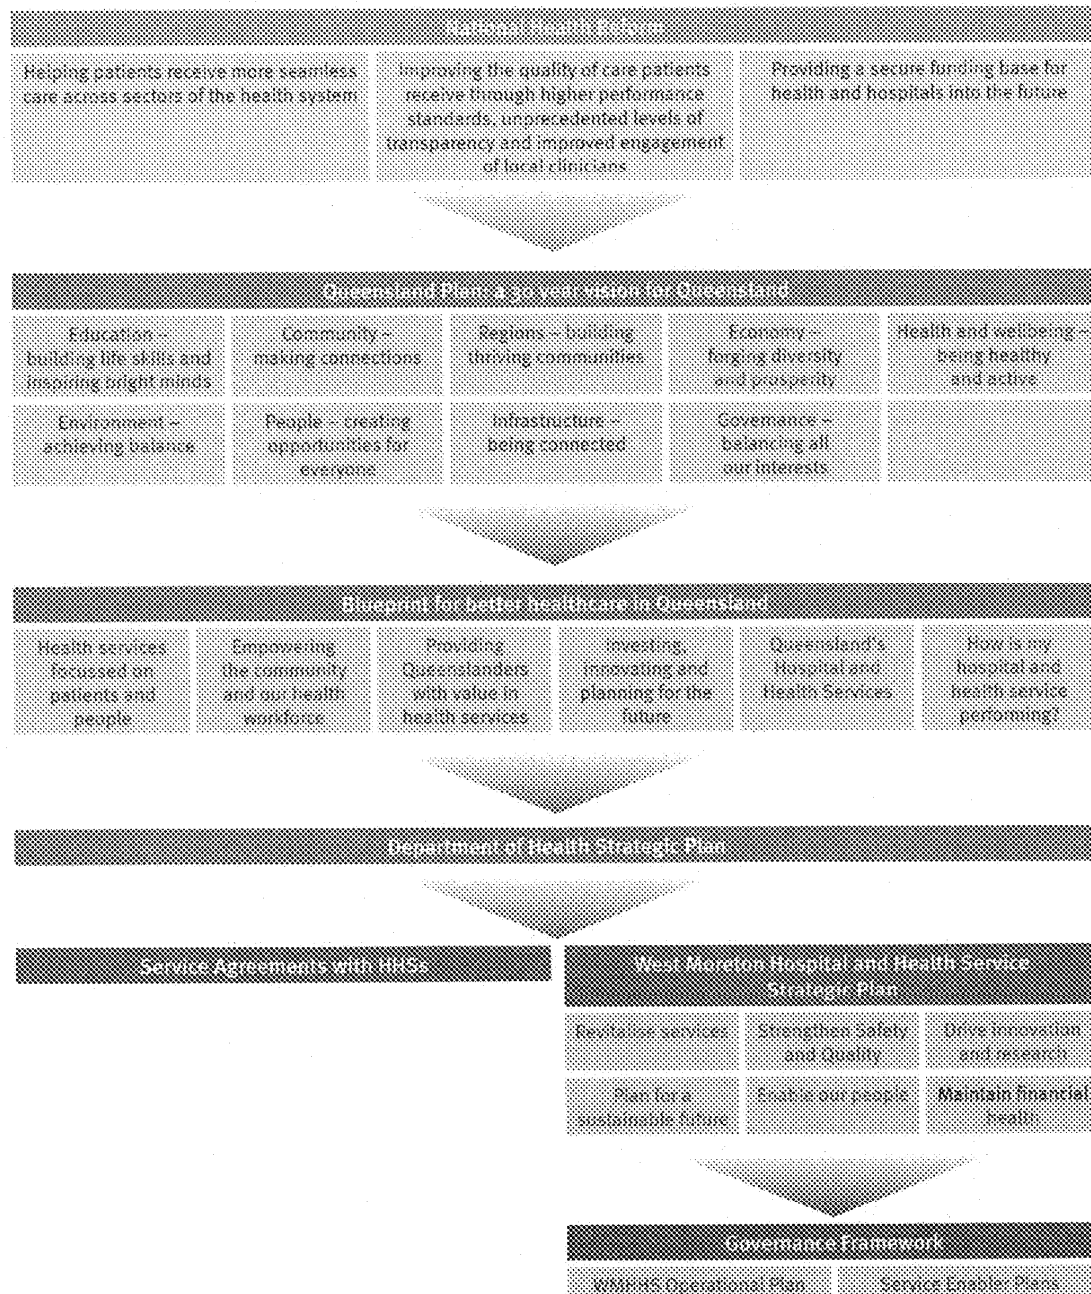 National Health Reform
Helping patients receive more seamless
care across sectors of the health system
Improving the quality of care patients
receive through higher performance
standards, unprecedented levels of
transparency and improved engagement
of local clinicians
Providing a secure funding base for
health and hospitals into the future
Queensland Plan: a 30 year vision for Queensland
Education –
building life skills and
inspiring bright minds
Community –
making connections
Regions – building
thriving communities
Economy –
forging diversity
and prosperity
Health and wellbeing –
being healthy
and active
Environment –
achieving balance
People – creating
opportunities for
everyone
Infrastructure –
being connected
Governance –
balancing all
our interests
Blueprint for better healthcare in Queensland
Health services
focussed on
patients and
people
Empowering
the community
and our health
workforce
Providing
Queenslanders
with value in
health services
Investing,
innovating and
planning for the
future
Queensland's
Hospital and
Health Services
How is my
hospital and
health service
performing?
Department of Health Strategic Plan
Service Agreements with HHSs
West Moreton Hospital and Health Service
Strategic Plan
Revitalise services
Strengthen Safety
and Quality
Drive innovation
and research
Plan for a
sustainable future
Enable our people
Maintain financial
health
Governance Framework
WMHHS Operational Plan
Service Enabler Plans